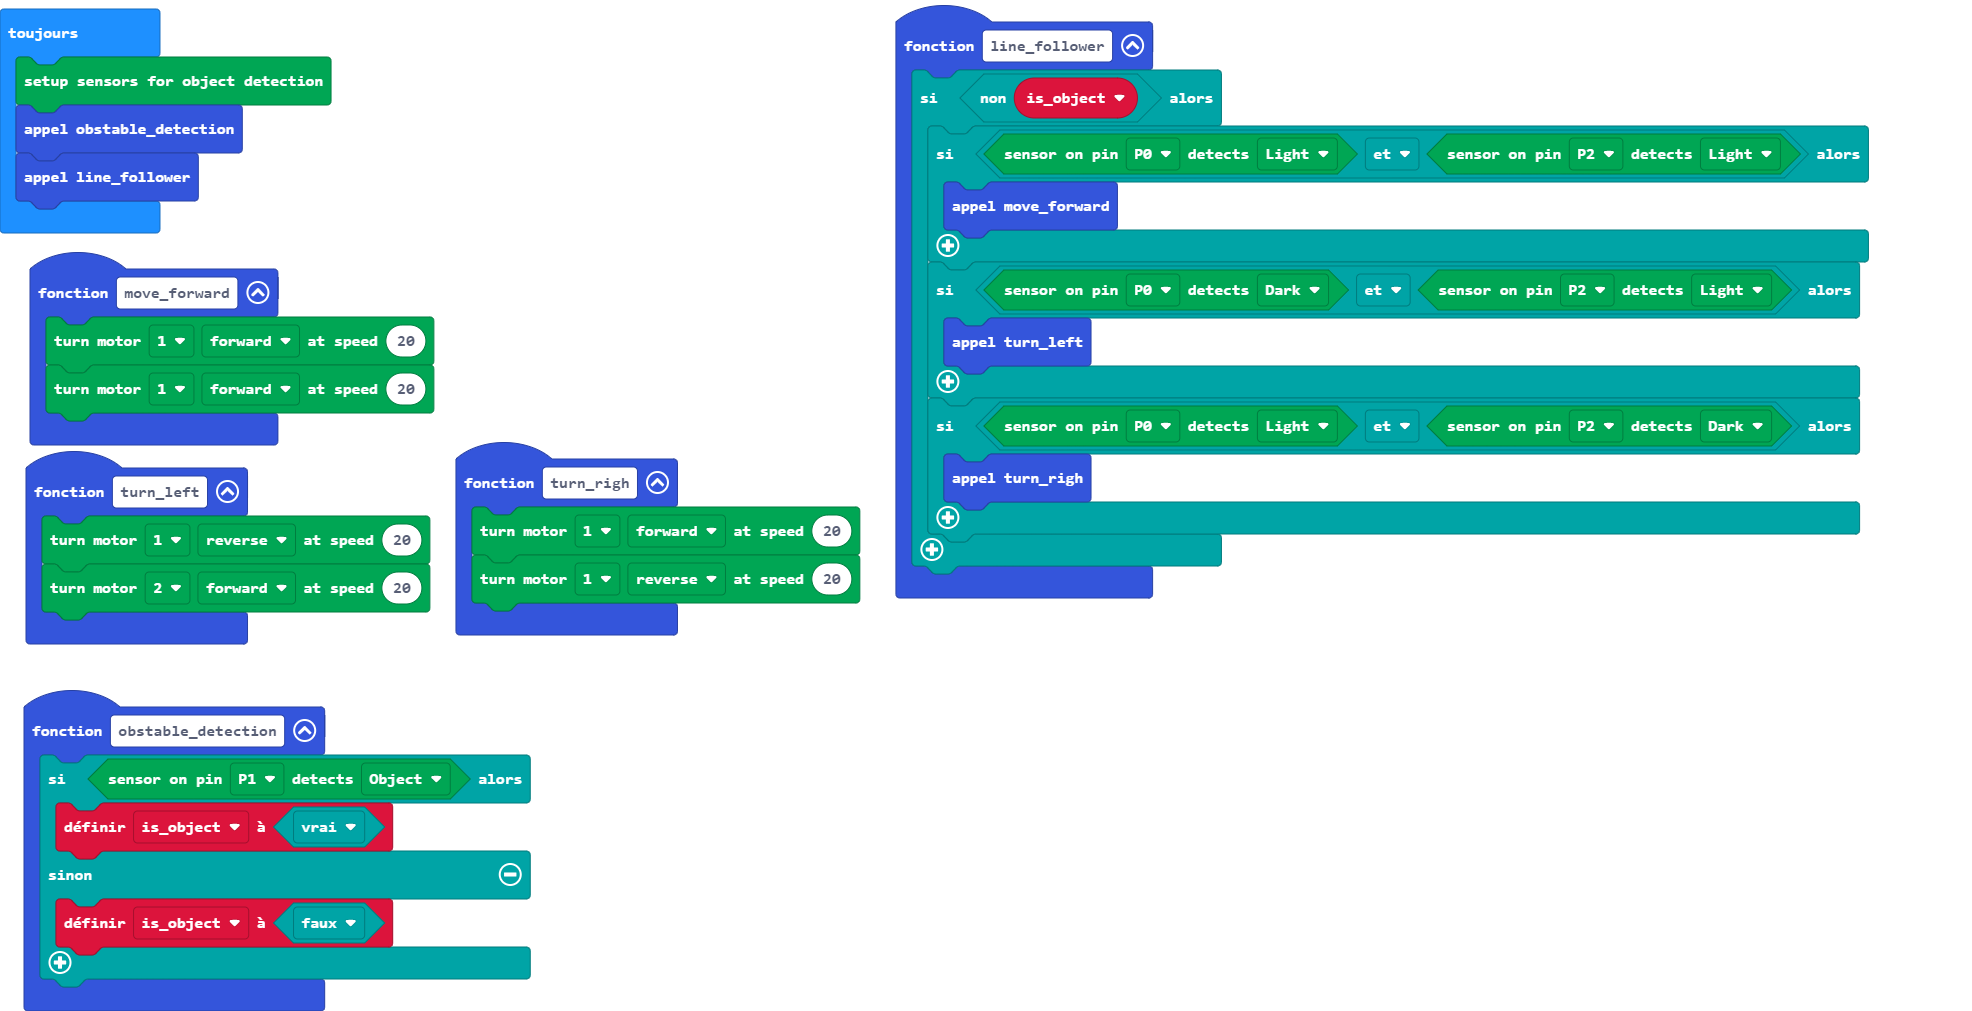 toujours
setup sensors for object detection
appel obstable_detection
appel line_follower
fonction move_forward
turn motor 1 forward at speed 20
turn motor 1 forward at speed 20
fonction turn_left
turn motor 1 reverse at speed 20
turn motor 2 forward at speed 20
fonction turn_righ
turn motor 1 forward at speed 20
turn motor 1 reverse at speed 20
fonction obstable_detection
si sensor on pin P1 detects Object alors
définir is_object à vrai
sinon
définir is_object à faux
fonction line_follower
si non is_object alors
si sensor on pin P0 detects Light et sensor on pin P2 detects Light alors
appel move_forward
si sensor on pin P0 detects Dark et sensor on pin P2 detects Light alors
appel turn_left
si sensor on pin P0 detects Light et sensor on pin P2 detects Dark alors
appel turn_righ